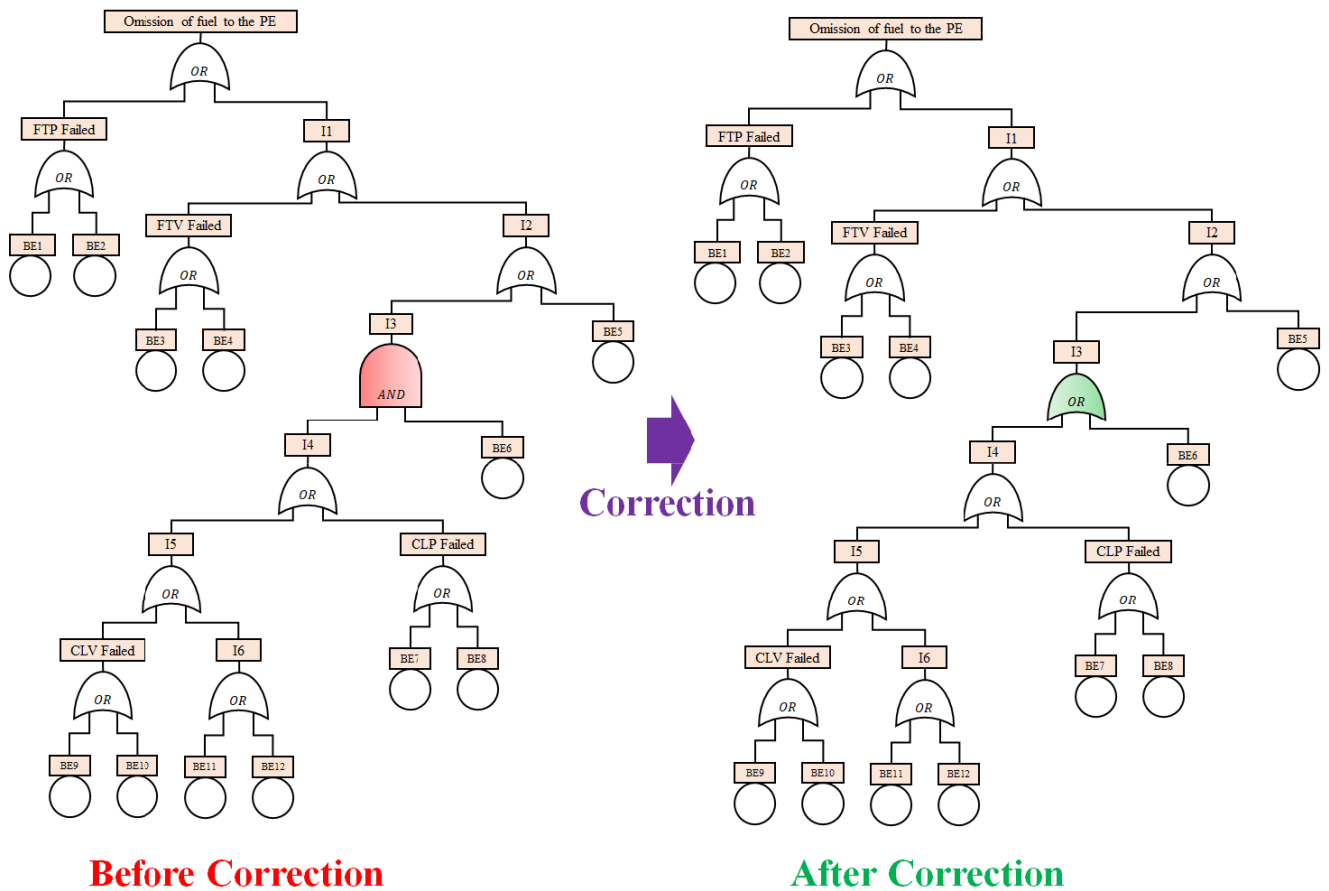 Omission of fuel to the PE
OR
FTP Failed
I1
OR
OR
BE1
BE2
FTV Failed
I2
OR
OR
BE3
BE4
I3
BE5
AND
I4
BE6
OR
I5
CLP Failed
OR
OR
CLV Failed
I6
BE7
BE8
OR
OR
BE9
BE10
BE11
BE12
Before Correction
Correction
Omission of fuel to the PE
OR
FTP Failed
I1
OR
OR
BE1
BE2
FTV Failed
I2
OR
OR
BE3
BE4
I3
BE5
OR
I4
BE6
OR
I5
CLP Failed
OR
OR
CLV Failed
I6
BE7
BE8
OR
OR
BE9
BE10
BE11
BE12
After Correction